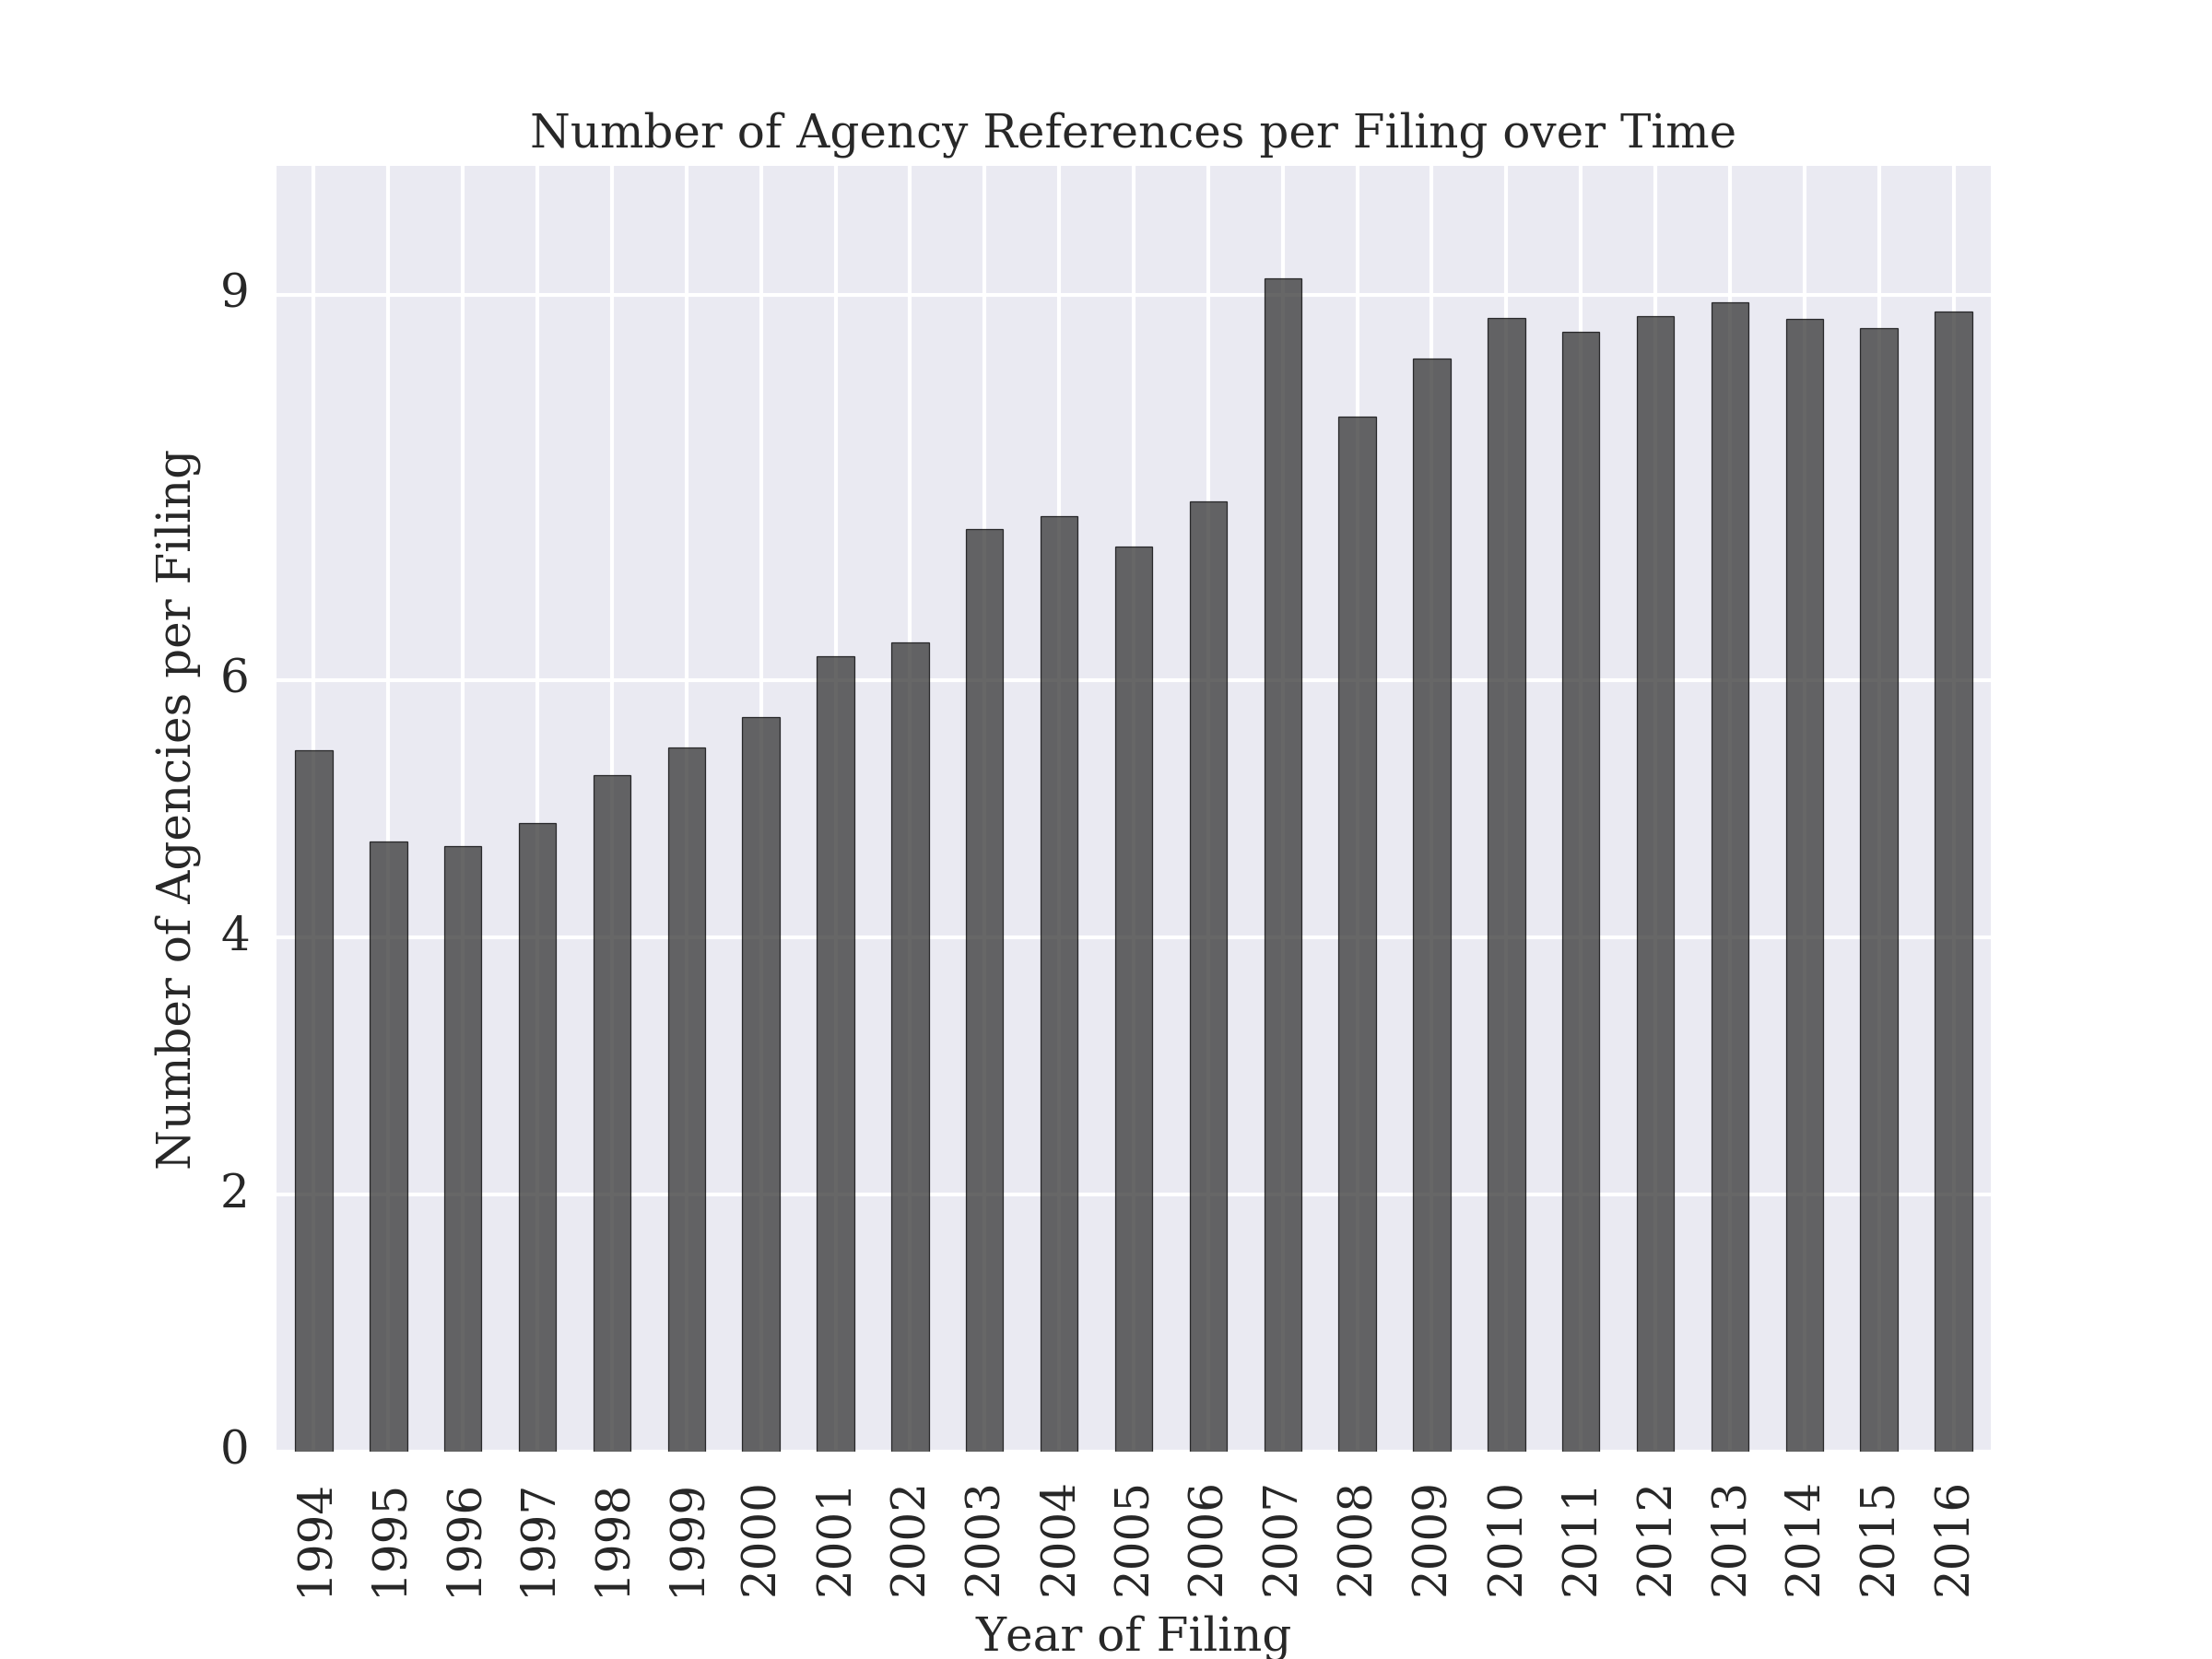 Number of Agency References per Filing over Time
Number of Agencies per Filing
9
6
4
2
0
1994 1995 1996 1997 1998 1999 2000 2001 2002 2003 2004 2005 2006 2007 2008 2009 2010 2011 2012 2013 2014 2015 2016
Year of Filing